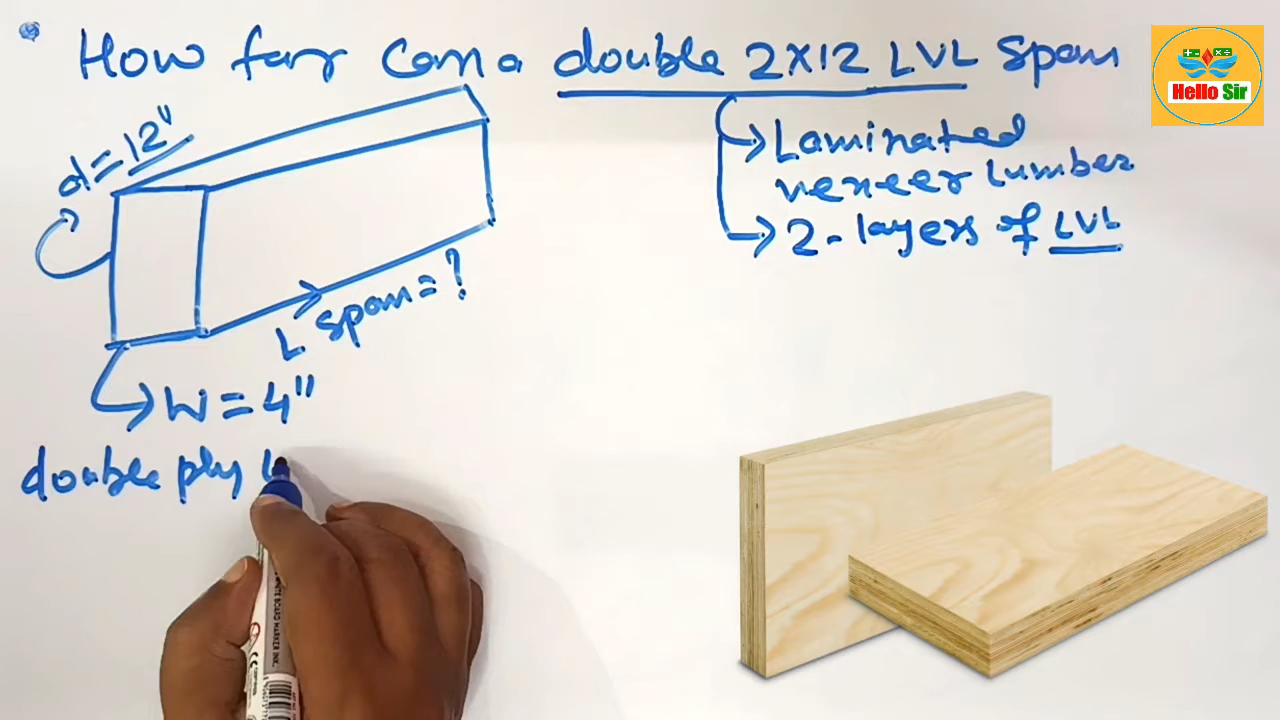 How far can a double 2X12 LVL span
Hello Sir
d=12"
Laminated
veneer Lumber
2-layers of LVL
L span = ?
W = 4"
double ply